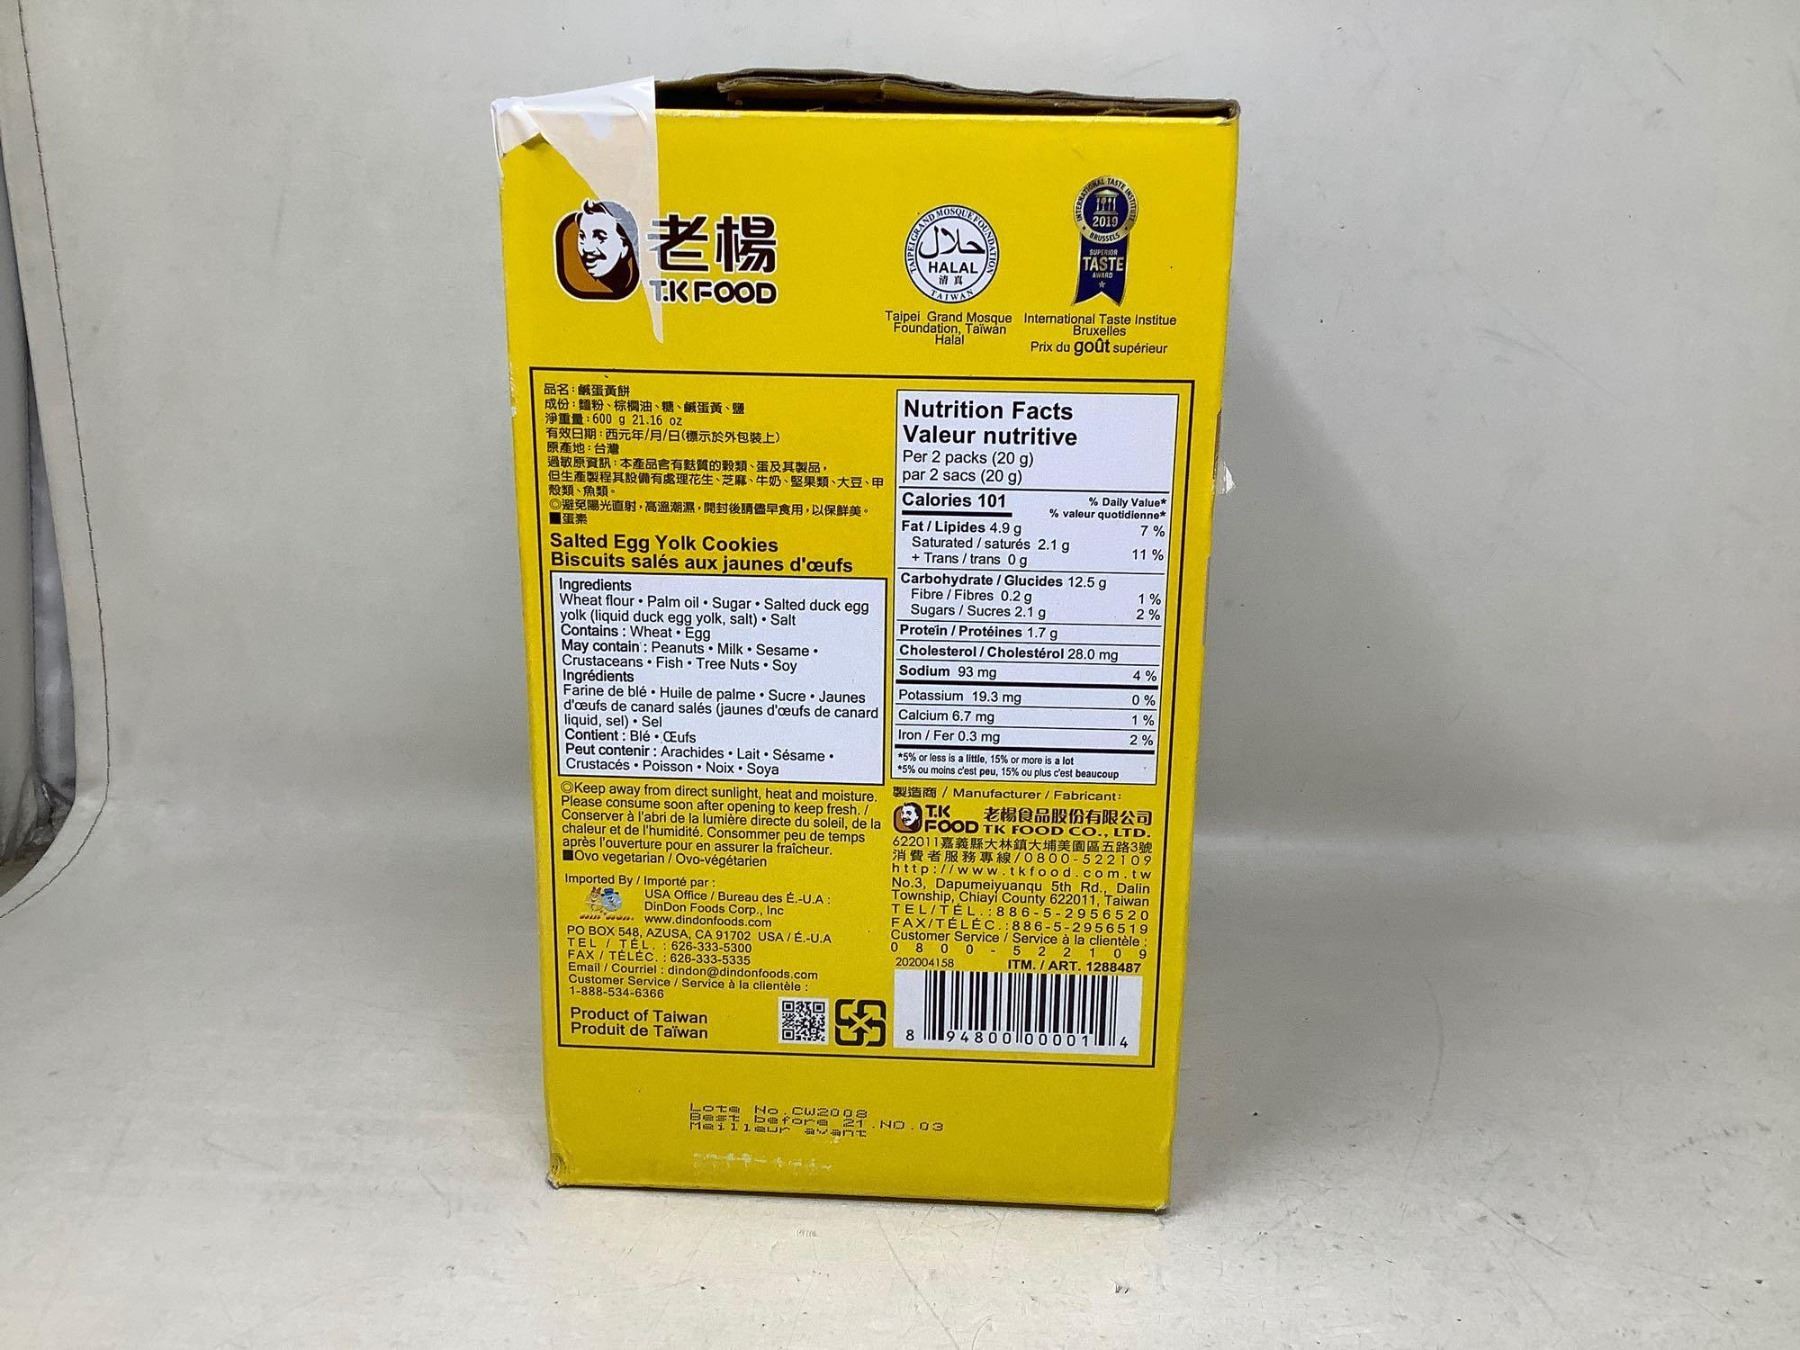 老楊
T.K FOOD
TAIPEI GRAND MOSQUE FOUNDATION
حلال
HALAL
清真
TAIWAN
Taipei Grand Mosque
Foundation, Taïwan
Halal
INTERNATIONAL TASTE INSTITUTE
2019
BRUSSELS
SUPERIOR
TASTE
AWARD
International Taste Institue
Bruxelles
Prix du goût supérieur
品名：鹹蛋黃餅
成份：麵粉、棕櫚油、糖、鹹蛋黃、鹽
淨重量：600 g 21.16 oz
有效日期：西元年/月/日(標示於外包裝上)
原產地：台灣
過敏原資訊：本產品含有麩質的穀類、蛋及其製品，
但生產製程其設備有處理花生、芝麻、牛奶、堅果類、大豆、甲
殼類、魚類。
◎避免陽光直射，高溫潮濕，開封後請儘早食用，以保鮮美。
■蛋素
Salted Egg Yolk Cookies
Biscuits salés aux jaunes d'œufs
Ingredients
Wheat flour • Palm oil • Sugar • Salted duck egg
yolk (liquid duck egg yolk, salt) • Salt
Contains : Wheat • Egg
May contain : Peanuts • Milk • Sesame •
Crustaceans • Fish • Tree Nuts • Soy
Ingrédients
Farine de blé • Huile de palme • Sucre • Jaunes
d'œufs de canard salés (jaunes d'œufs de canard
liquid, sel) • Sel
Contient : Blé • Œufs
Peut contenir : Arachides • Lait • Sésame •
Crustacés • Poisson • Noix • Soya
◎Keep away from direct sunlight, heat and moisture.
Please consume soon after opening to keep fresh. /
Conserver à l'abri de la lumière directe du soleil, de la
chaleur et de l'humidité. Consommer peu de temps
après l'ouverture pour en assurer la fraîcheur.
■Ovo vegetarian / Ovo-végétarien
Imported By / Importé par :
USA Office / Bureau des É.-U.A :
DinDon Foods Corp., Inc
www.dindonfoods.com
PO BOX 548, AZUSA, CA 91702 USA / É.-U.A
TEL / TÉL. : 626-333-5300
FAX / TÉLÉC. : 626-333-5335
Email / Courriel : dindon@dindonfoods.com
Customer Service / Service à la clientèle :
1-888-534-6366
Product of Taiwan
Produit de Taïwan
Nutrition Facts
Valeur nutritive
Per 2 packs (20 g)
par 2 sacs (20 g)
Calories 101
% Daily Value*
% valeur quotidienne*
Fat / Lipides 4.9 g 7 %
Saturated / saturés 2.1 g
+ Trans / trans 0 g 11 %
Carbohydrate / Glucides 12.5 g
Fibre / Fibres 0.2 g 1 %
Sugars / Sucres 2.1 g 2 %
Protein / Protéines 1.7 g
Cholesterol / Cholestérol 28.0 mg
Sodium 93 mg 4 %
Potassium 19.3 mg 0 %
Calcium 6.7 mg 1 %
Iron / Fer 0.3 mg 2 %
*5% or less is a little, 15% or more is a lot
*5% ou moins c'est peu, 15% ou plus c'est beaucoup
製造商 / Manufacturer / Fabricant:
T.K FOOD
老楊食品股份有限公司
TK FOOD CO., LTD.
622011嘉義縣大林鎮大埔美園區五路3號
消費者服務專線/0800-522109
http://www.tkfood.com.tw
No.3, Dapumeiyuanqu 5th Rd., Dalin
Township, Chiayi County 622011, Taiwan
TEL/TÉL.:886-5-2956520
FAX/TÉLÉC.:886-5-2956519
Customer Service / Service à la clientèle :
0800-522109
202004158
ITM. / ART. 1288487
8 94800 00001 4
Lote No.CW2008
Best before 21.NO.03
Meilleur avant